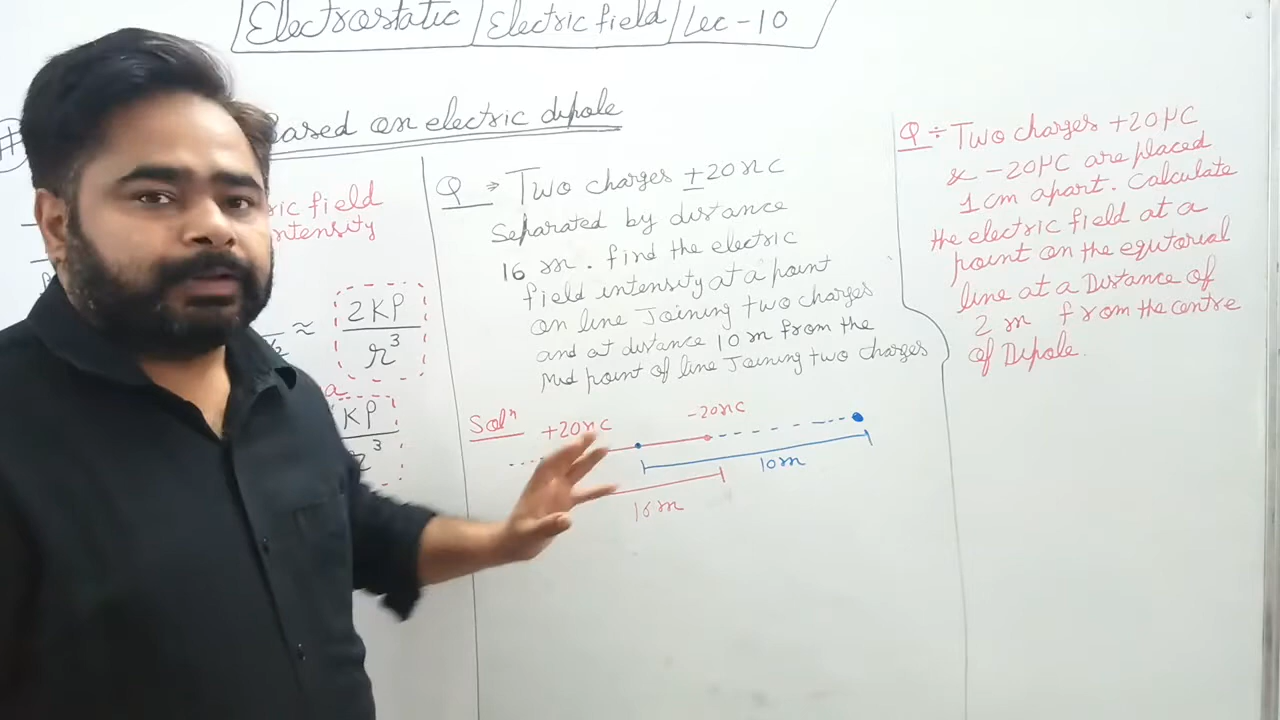 Electrostatic Electric field Lec-10
Based on electric dipole
ric field
ntensity
≈ 2KP
r³
KP
³
Q ⇒ Two charges ±20nC
Separated by distance
16 m. find the electric
field intensity at a point
on line Joining two charges
and at distance 10 m from the
Mid point of line Joining two charges
Solⁿ +20nC -20nC
10m
16m
Q ÷ Two charges +20μC
& -20μC are placed
1cm apart. Calculate
the electric field at a
point on the equtorial
line at a Distance of
2 m from the centre
of Dipole.